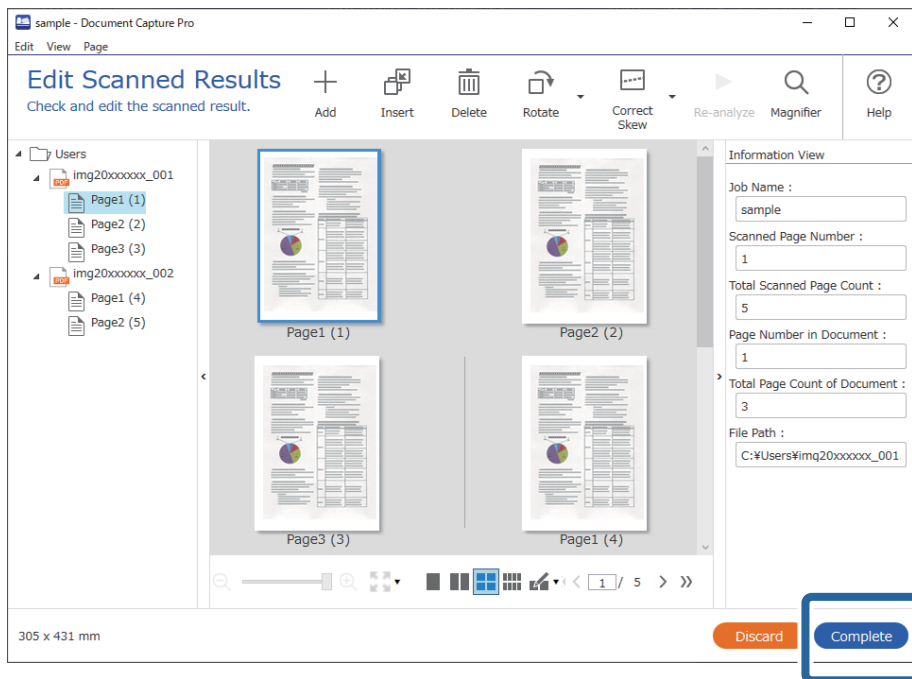 sample - Document Capture Pro
Edit View Page
Edit Scanned Results
Check and edit the scanned result.
Add
Insert
Delete
Rotate
Correct
Skew
Re-analyze
Magnifier
Help
Users
PDF
img20xxxxxx_001
Page1 (1)
Page2 (2)
Page3 (3)
PDF
img20xxxxxx_002
Page1 (4)
Page2 (5)
Page1 (1)
Page2 (2)
Page3 (3)
Page1 (4)
1 / 5
Information View
Job Name :
sample
Scanned Page Number :
1
Total Scanned Page Count :
5
Page Number in Document :
1
Total Page Count of Document :
3
File Path :
C:¥Users¥img20xxxxxx_001
305 x 431 mm
Discard
Complete